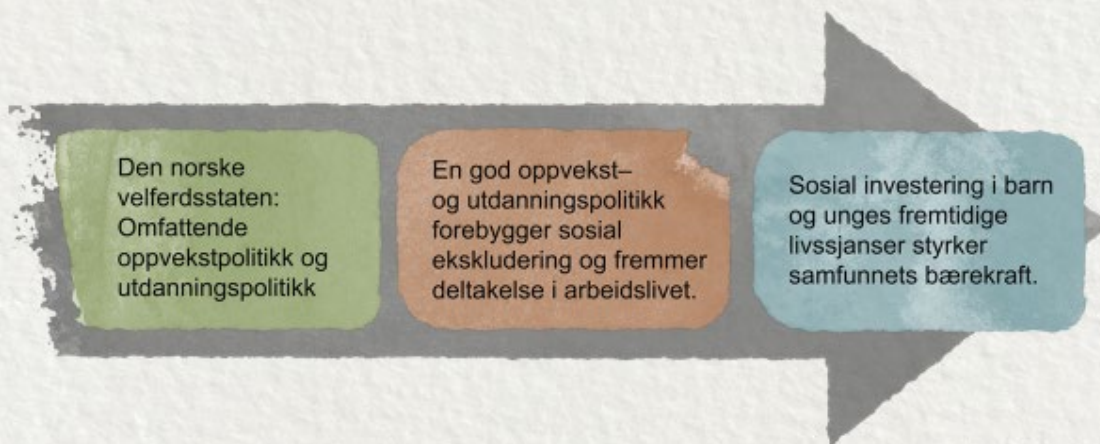 Den norske
velferdsstaten:
Omfattende
oppvekstpolitikk og
utdanningspolitikk
En god oppvekst–
og utdanningspolitikk
forebygger sosial
ekskludering og fremmer
deltakelse i arbeidslivet.
Sosial investering i barn
og unges fremtidige
livssjanser styrker
samfunnets bærekraft.